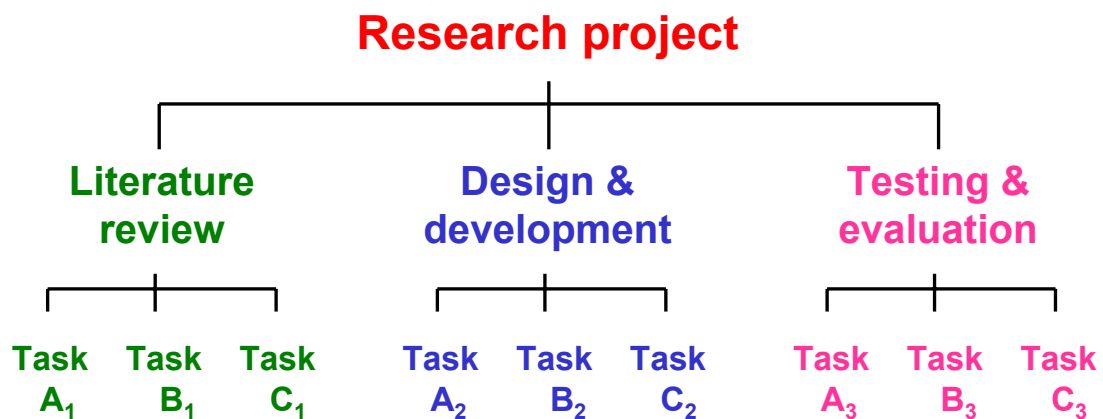 Research project
Literature
review
Design &
development
Testing &
evaluation
Task
A₁
Task
B₁
Task
C₁
Task
A₂
Task
B₂
Task
C₂
Task
A₃
Task
B₃
Task
C₃